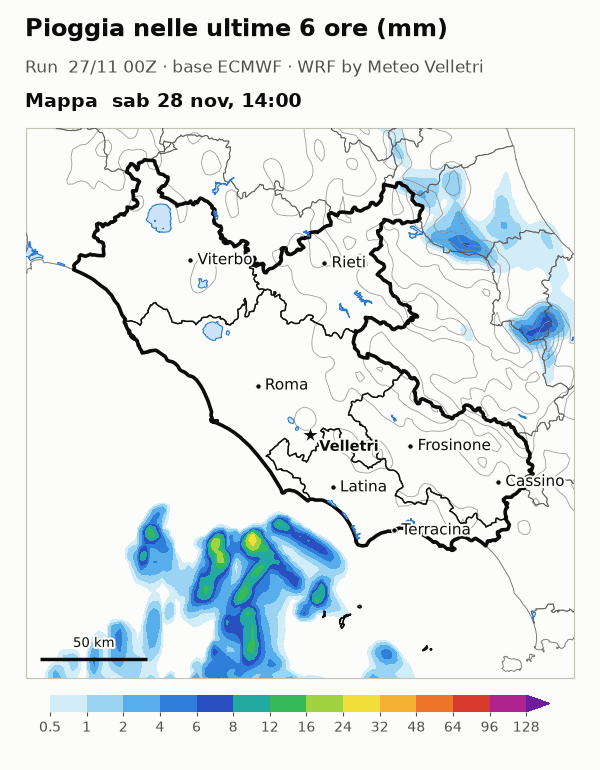 Pioggia nelle ultime 6 ore (mm)
Run  27/11 00Z · base ECMWF · WRF by Meteo Velletri
Mappa  sab 28 nov, 14:00
Viterbo
Rieti
Roma
Velletri
Frosinone
Latina
Cassino
Terracina
50 km
0.5 1 2 4 6 8 12 16 24 32 48 64 96 128